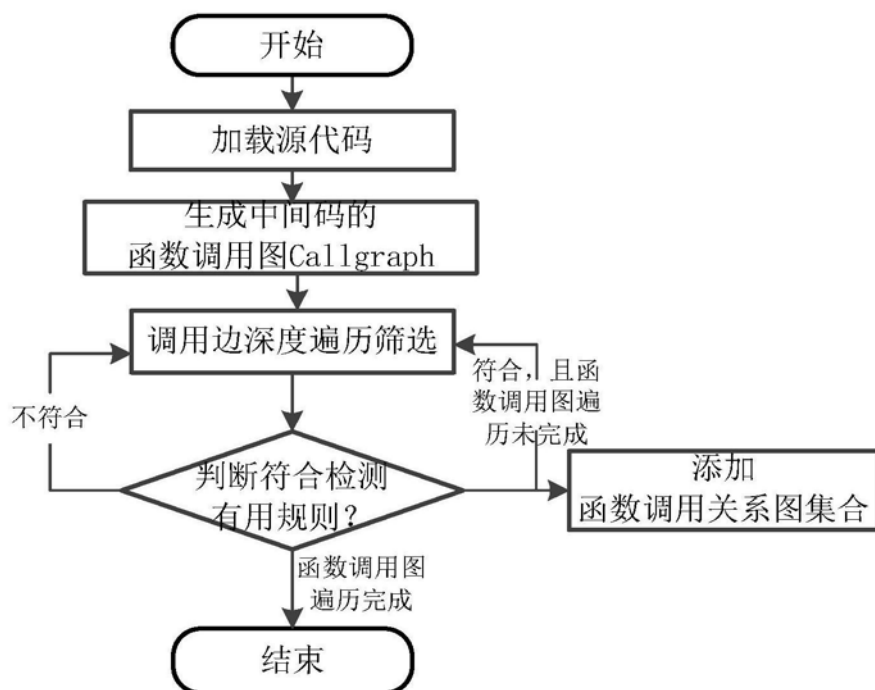 开始
加载源代码
生成中间码的
函数调用图Callgraph
调用边深度遍历筛选
不符合
符合，且函
数调用图遍
历未完成
判断符合检测
有用规则？
添加
函数调用关系图集合
函数调用图
遍历完成
结束